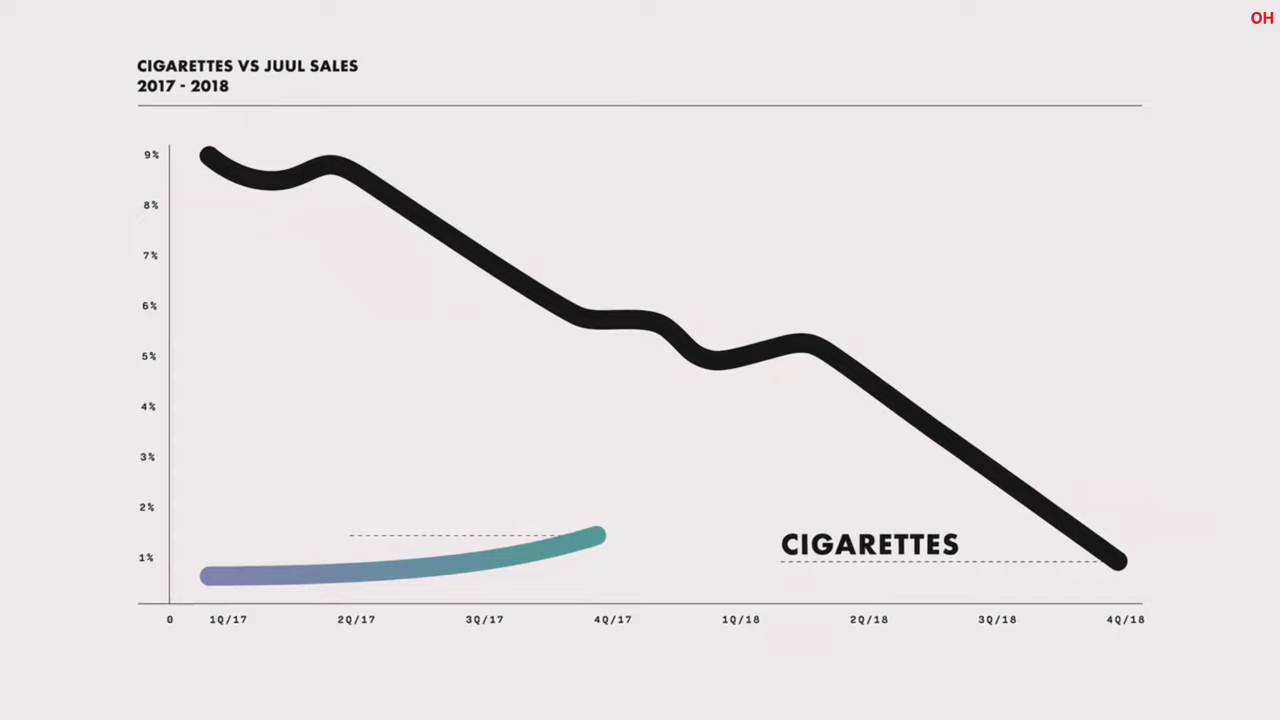 OH
CIGARETTES VS JUUL SALES
2017 - 2018
9%
8%
7%
6%
5%
4%
3%
2%
1%
CIGARETTES
0 1Q/17 2Q/17 3Q/17 4Q/17 1Q/18 2Q/18 3Q/18 4Q/18